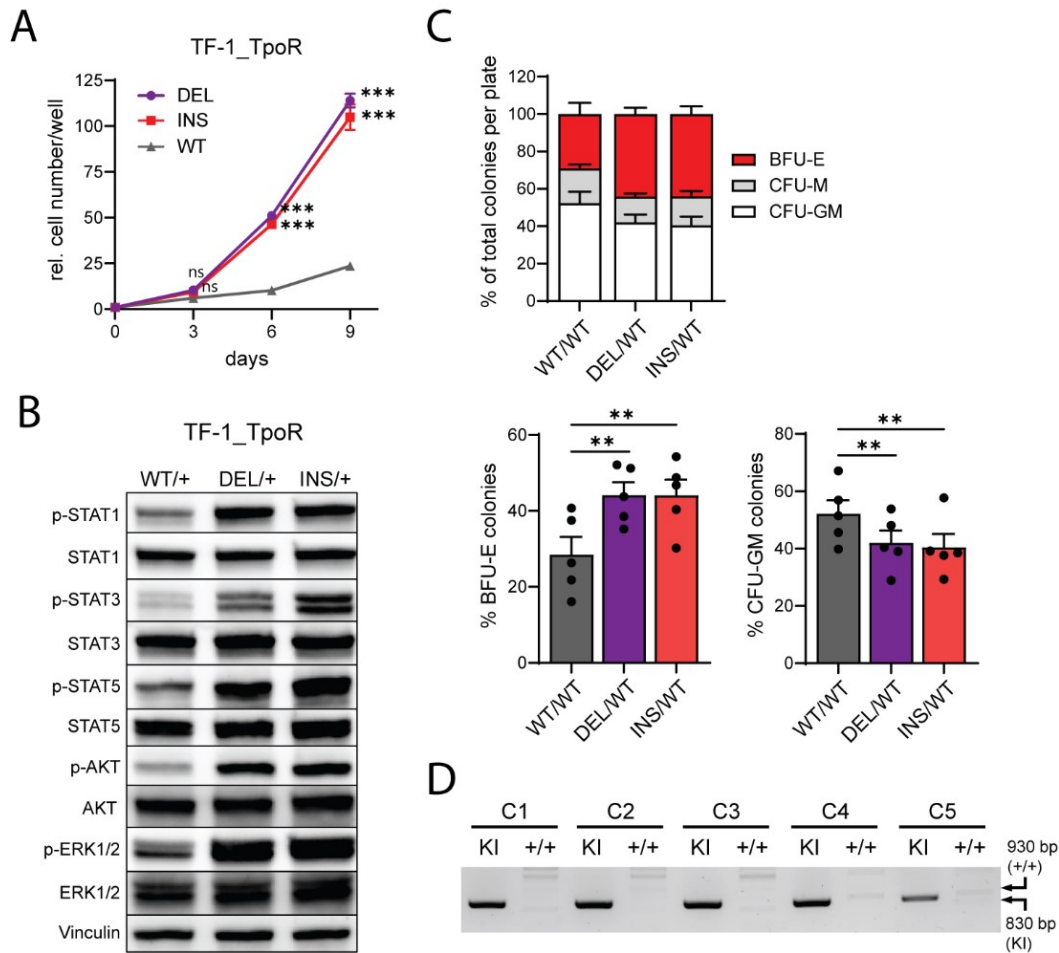 A
TF-1_TpoR
rel. cell number/well
125
100
75
50
25
0
DEL
INS
WT
***
***
***
***
ns
ns
0 3 6 9
days
B
TF-1_TpoR
WT/+ DEL/+ INS/+
p-STAT1
STAT1
p-STAT3
STAT3
p-STAT5
STAT5
p-AKT
AKT
p-ERK1/2
ERK1/2
Vinculin
C
% of total colonies per plate
120
100
80
60
40
20
0
BFU-E
CFU-M
CFU-GM
WT/WT DEL/WT INS/WT
% BFU-E colonies
60
40
20
0
**
**
WT/WT DEL/WT INS/WT
% CFU-GM colonies
80
60
40
20
0
**
**
WT/WT DEL/WT INS/WT
D
C1 C2 C3 C4 C5
KI +/+ KI +/+ KI +/+ KI +/+ KI +/+
930 bp
(+/+)
830 bp
(KI)